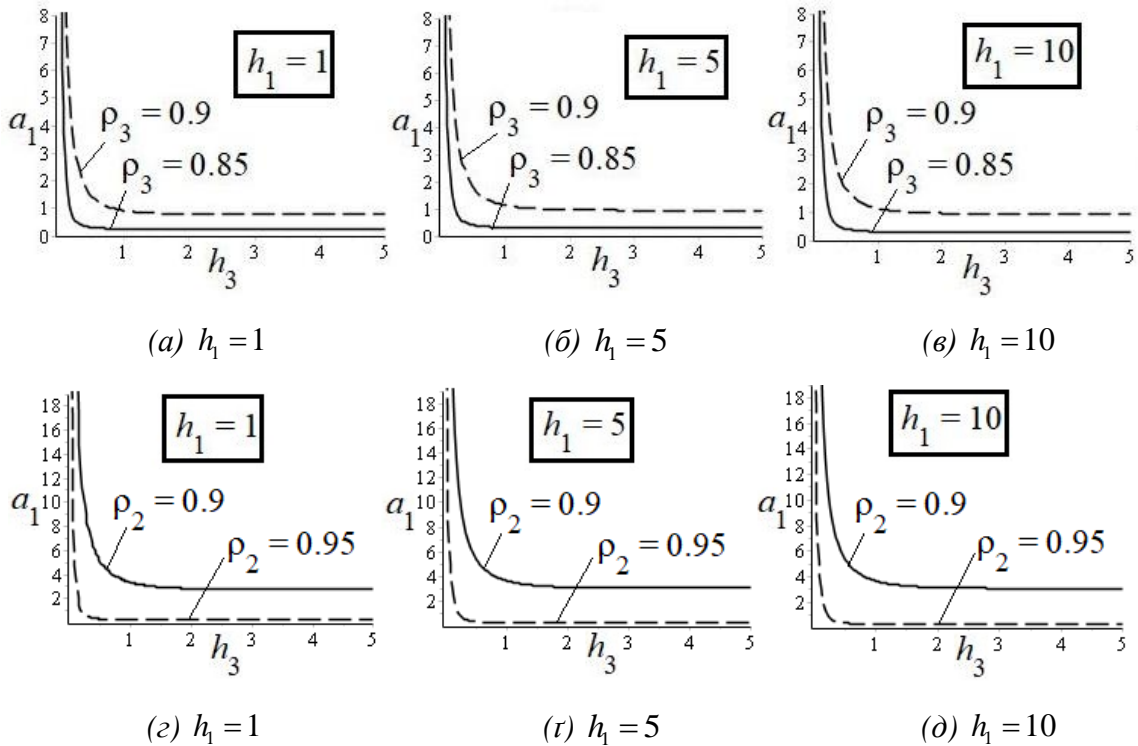 8
7
6
5
4
3
2
1
0
a₁
h₁ = 1
ρ₃ = 0.9
ρ₃ = 0.85
1 2 3 4 5
h₃
(а) h₁ = 1
8
7
6
5
4
3
2
1
0
a₁
h₁ = 5
ρ₃ = 0.9
ρ₃ = 0.85
1 2 3 4 5
h₃
(б) h₁ = 5
8
7
6
5
4
3
2
1
0
a₁
h₁ = 10
ρ₃ = 0.9
ρ₃ = 0.85
1 2 3 4 5
h₃
(в) h₁ = 10
18
16
14
12
10
8
6
4
2
a₁
h₁ = 1
ρ₂ = 0.9
ρ₂ = 0.95
1 2 3 4 5
h₃
(г) h₁ = 1
18
16
14
12
10
8
6
4
2
a₁
h₁ = 5
ρ₂ = 0.9
ρ₂ = 0.95
1 2 3 4 5
h₃
(ґ) h₁ = 5
18
16
14
12
10
8
6
4
2
a₁
h₁ = 10
ρ₂ = 0.9
ρ₂ = 0.95
1 2 3 4 5
h₃
(д) h₁ = 10